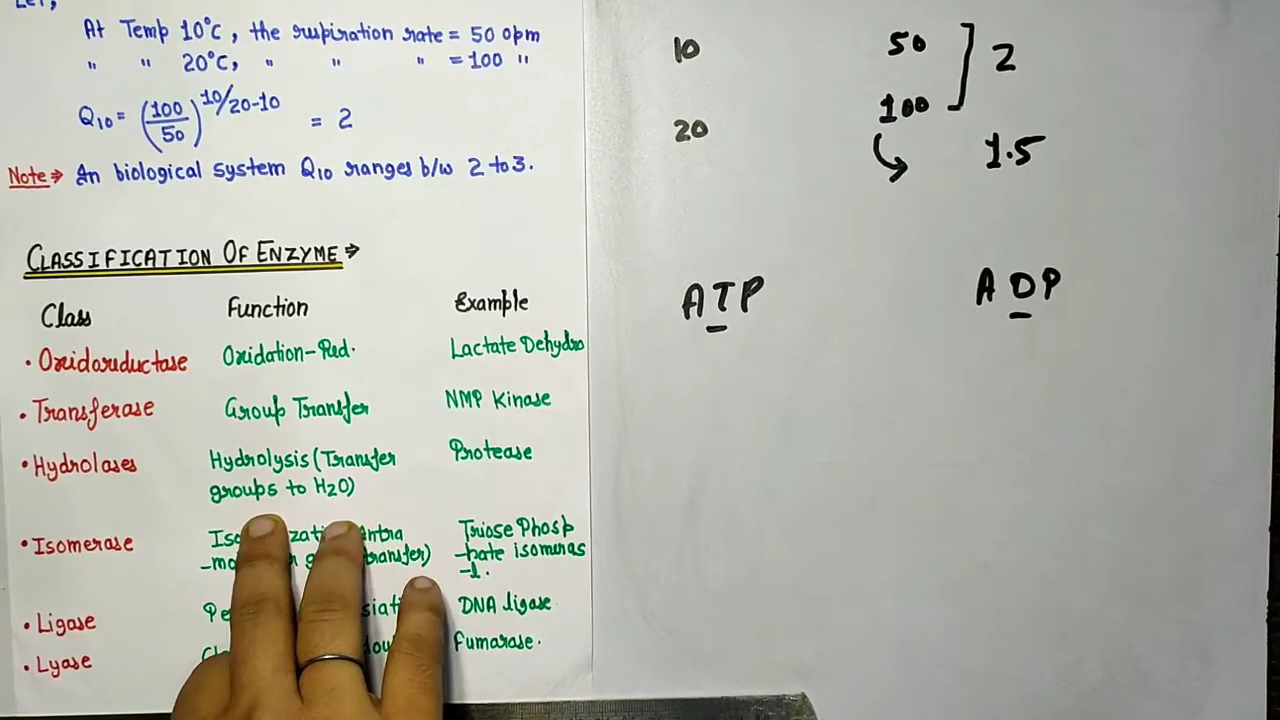 At Temp 10°C, the respiration rate = 50 opm
" " 20°C, " " " = 100 "
Q10 = (100/50)^10/20-10 = 2
Note⇒ In biological system Q10 ranges b/w 2 to 3.
CLASSIFICATION OF ENZYME⇒
Class Function Example
• Oxidoreductase Oxidation-Red. Lactate Dehydro
• Transferase Group Transfer NMP Kinase
• Hydrolases Hydrolysis (Transfer Protease
groups to H2O)
• Isomerase Triose Phosp
transfer) -hate isomeras
-e.
• Ligase DNA ligase
• Lyase Fumarase.
10 50 ] 2
20 100
1.5
ATP ADP